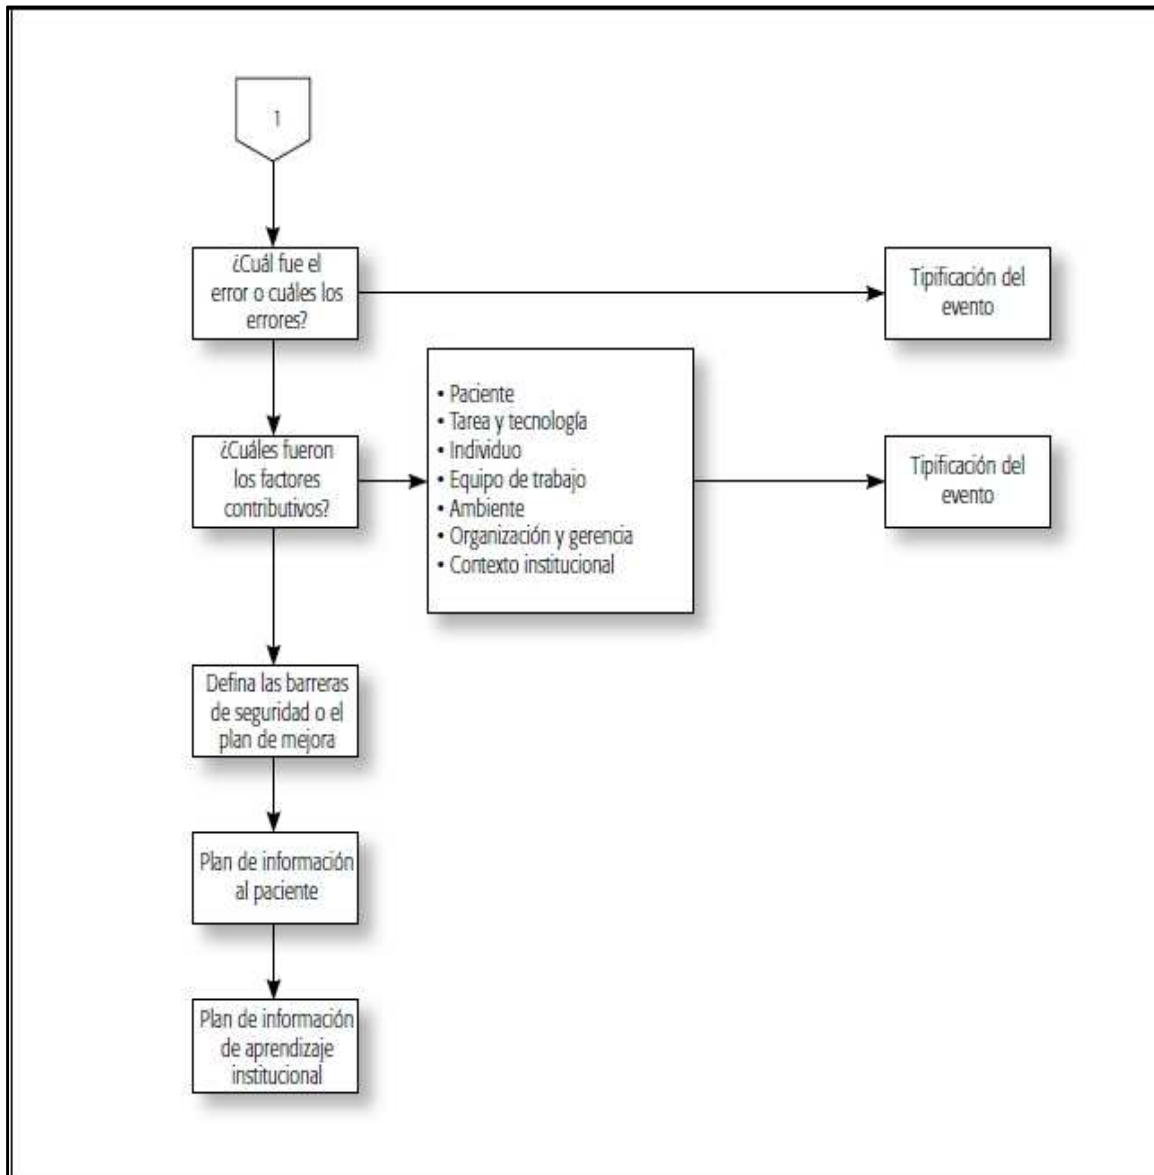 1
¿Cuál fue el
error o cuáles los
errores?
Tipificación del
evento
• Paciente
• Tarea y tecnología
• Individuo
• Equipo de trabajo
• Ambiente
• Organización y gerencia
• Contexto institucional
¿Cuáles fueron
los factores
contributivos?
Tipificación del
evento
Defina las barreras
de seguridad o el
plan de mejora
Plan de información
al paciente
Plan de información
de aprendizaje
institucional